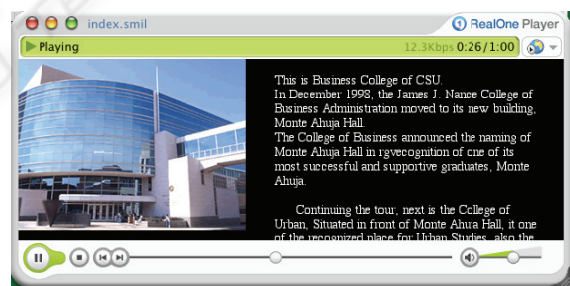 index.smil
RealOne Player
Playing
12.3Kbps 0:26/1:00
This is Business College of CSU.
In December 1998, the James J. Nance College of
Business Administration moved to its new building,
Monte Ahuja Hall.
The College of Business announced the naming of
Monte Ahuja Hall in rgvecognition of one of its
most successful and supportive graduates, Monte
Ahuja.
Continuing the tour, next is the College of
Urban, Situated in front of Monte Ahura Hall, it one
of the recognized place for Urban Studies, also the